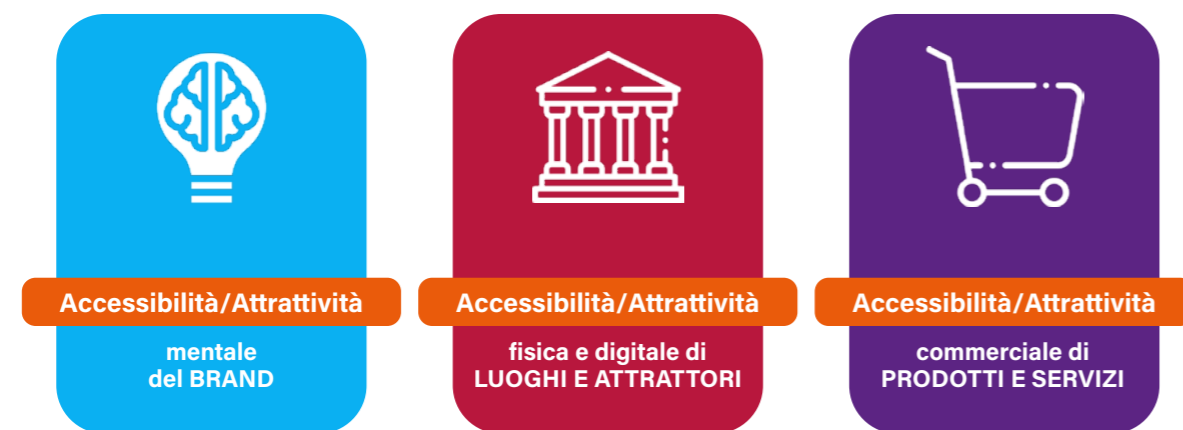 Accessibilità/Attrattività
mentale
del BRAND
Accessibilità/Attrattività
fisica e digitale di
LUOGHI E ATTRATTORI
Accessibilità/Attrattività
commerciale di
PRODOTTI E SERVIZI